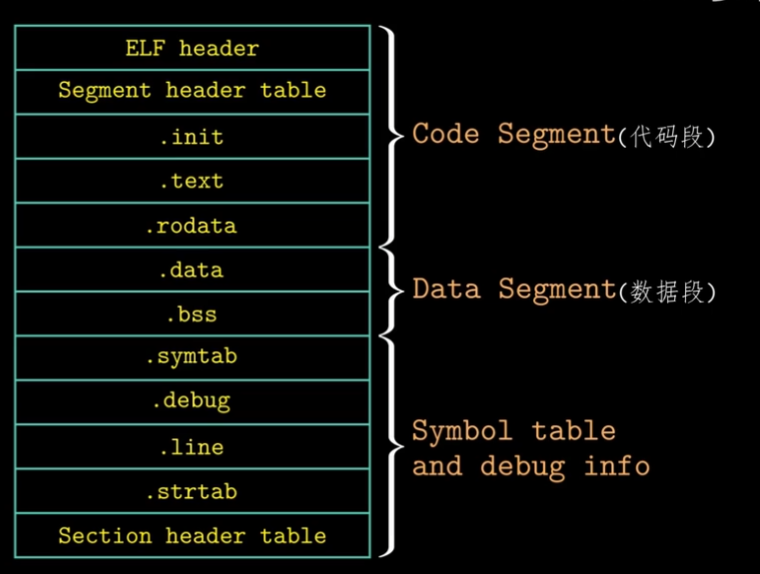 ELF header
Segment header table
.init
.text
.rodata
.data
.bss
.symtab
.debug
.line
.strtab
Section header table
Code Segment(代码段)
Data Segment(数据段)
Symbol table
and debug info